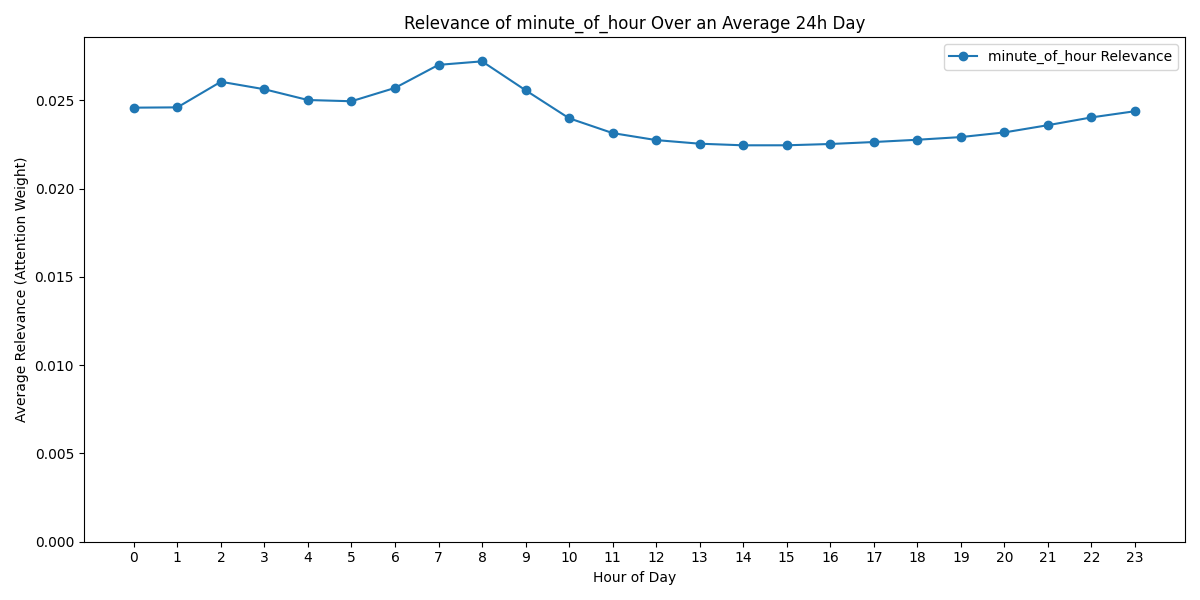 Relevance of minute_of_hour Over an Average 24h Day
minute_of_hour Relevance
Average Relevance (Attention Weight)
0.025
0.020
0.015
0.010
0.005
0.000
0 1 2 3 4 5 6 7 8 9 10 11 12 13 14 15 16 17 18 19 20 21 22 23
Hour of Day